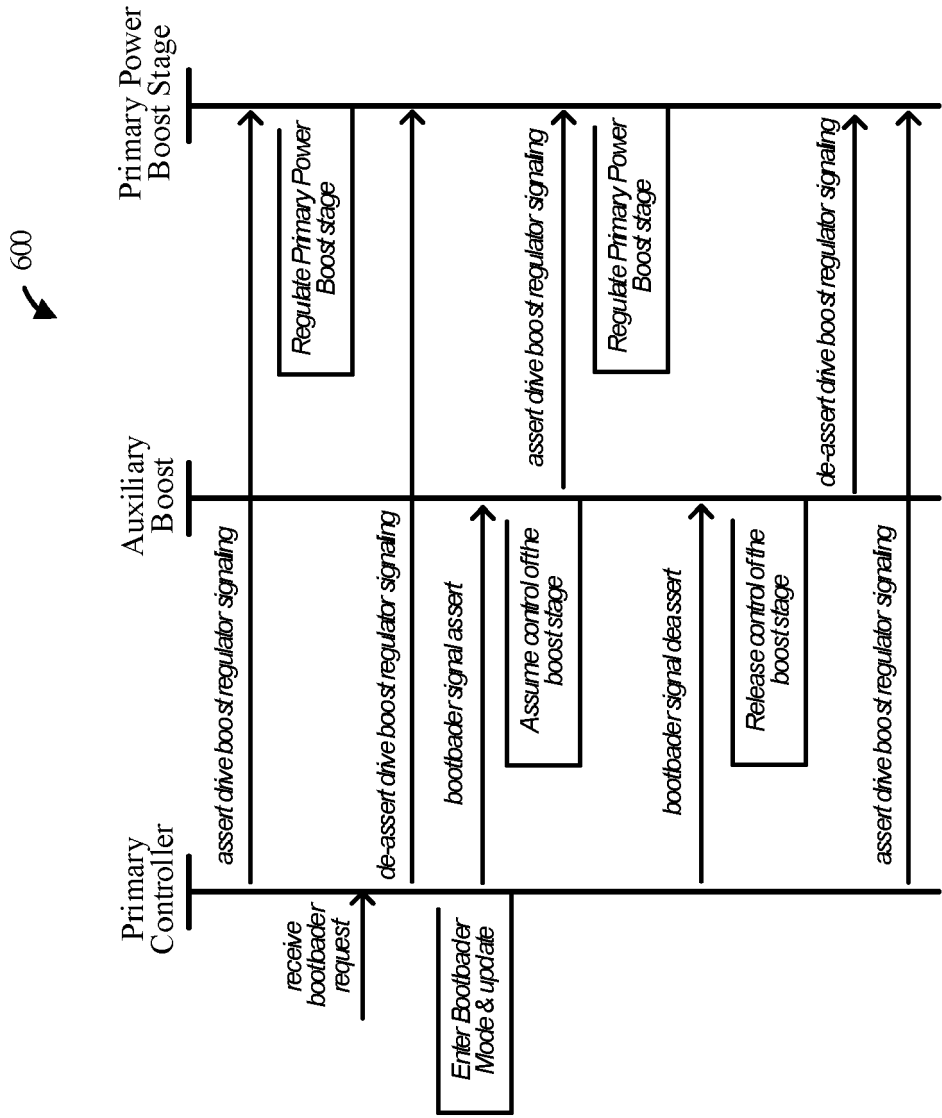 600
Primary
Controller
Auxiliary
Boost
Primary Power
Boost Stage
assert drive boost regulator signaling
Regulate Primary Power
Boost stage
receive
bootloader
request
de-assert drive boost regulator signaling
Enter Bootloader
Mode & update
bootloader signal assert
Assume control of the
boost stage
assert drive boost regulator signaling
Regulate Primary Power
Boost stage
bootloader signal deassert
Release control of the
boost stage
de-assert drive boost regulator signaling
assert drive boost regulator signaling